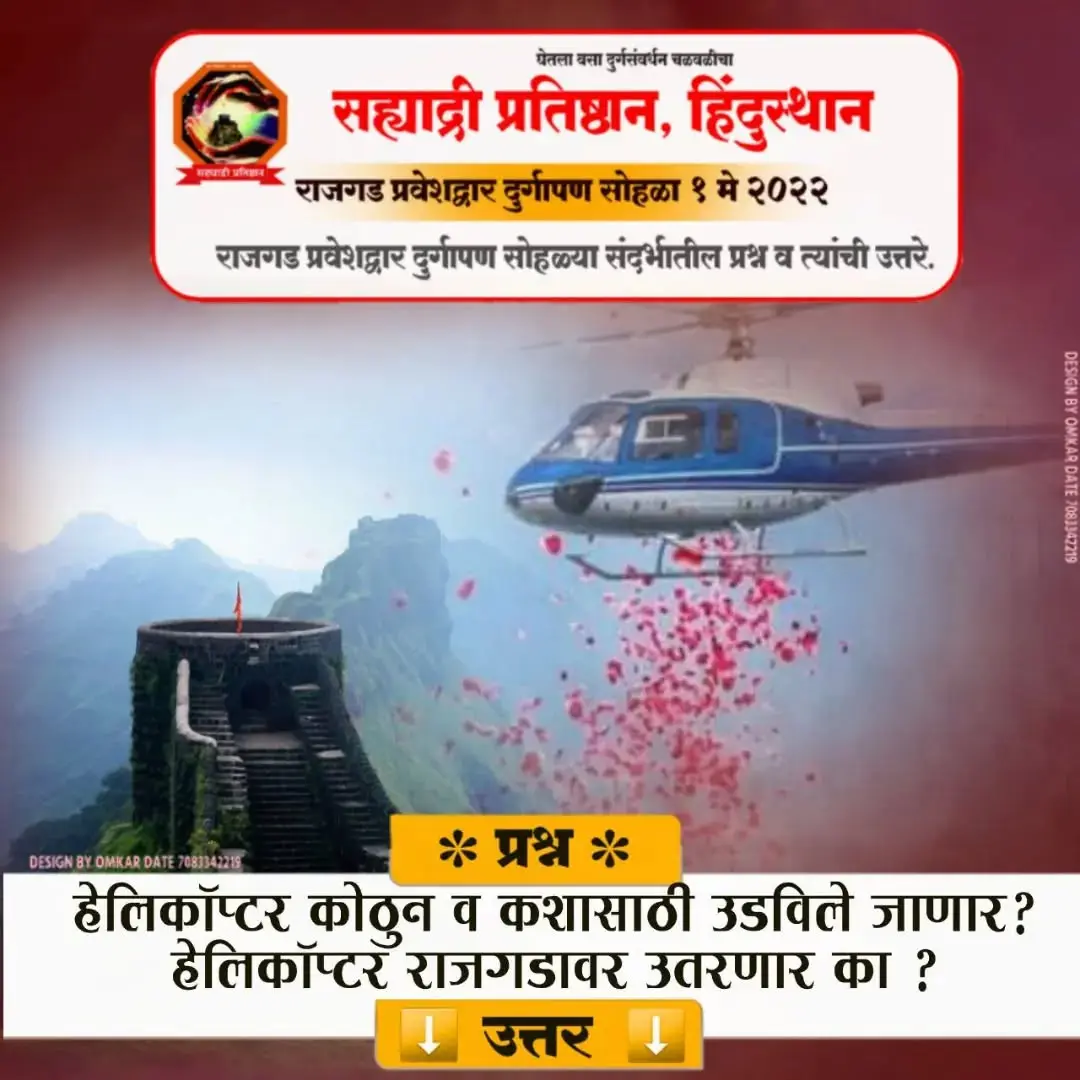 घेतला वसा दुर्गसंवर्धन चळवळीचा
सह्याद्री प्रतिष्ठान, हिंदुस्थान
सह्याद्री प्रतिष्ठान
राजगड प्रवेशद्वार दुर्गापण सोहळा १ मे २०२२
राजगड प्रवेशद्वार दुर्गापण सोहळ्या संदर्भातील प्रश्न व त्यांची उत्तरे.
DESIGN BY OMKAR DATE 7083342219
DESIGN BY OMKAR DATE 7083342219
* प्रश्न *
हेलिकॉप्टर कोठुन व कशासाठी उडविले जाणार?
हेलिकॉप्टर राजगडावर उतरणार का ?
↓ उत्तर ↓